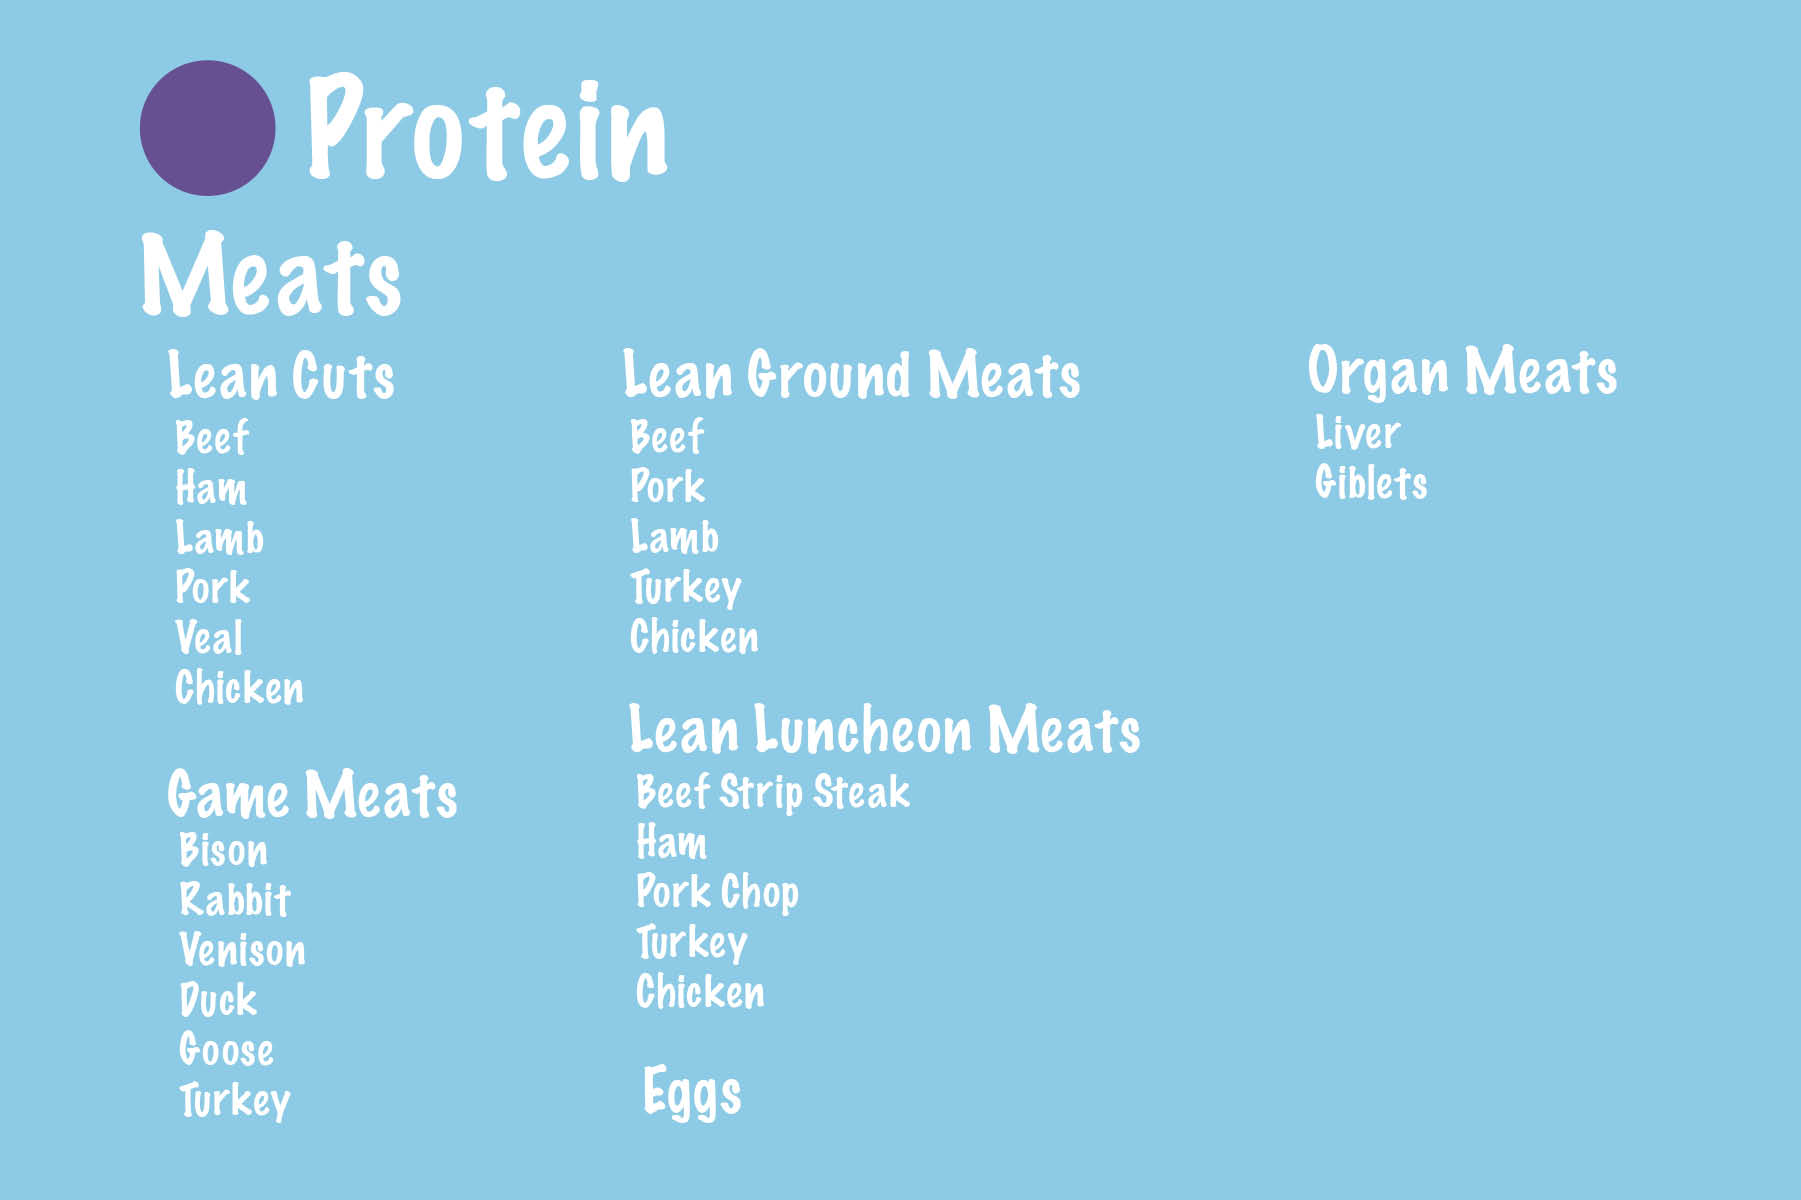 Protein
Meats
Lean Cuts
Beef
Ham
Lamb
Pork
Veal
Chicken
Game Meats
Bison
Rabbit
Venison
Duck
Goose
Turkey
Lean Ground Meats
Beef
Pork
Lamb
Turkey
Chicken
Lean Luncheon Meats
Beef Strip Steak
Ham
Pork Chop
Turkey
Chicken
Eggs
Organ Meats
Liver
Giblets